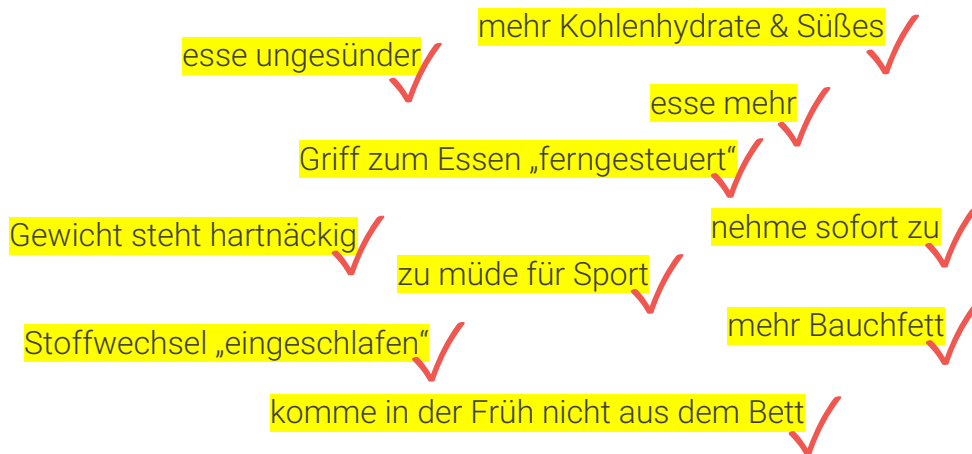 mehr Kohlenhydrate & Süßes
esse ungesünder
esse mehr
Griff zum Essen „ferngesteuert“
Gewicht steht hartnäckig
nehme sofort zu
zu müde für Sport
mehr Bauchfett
Stoffwechsel „eingeschlafen“
komme in der Früh nicht aus dem Bett